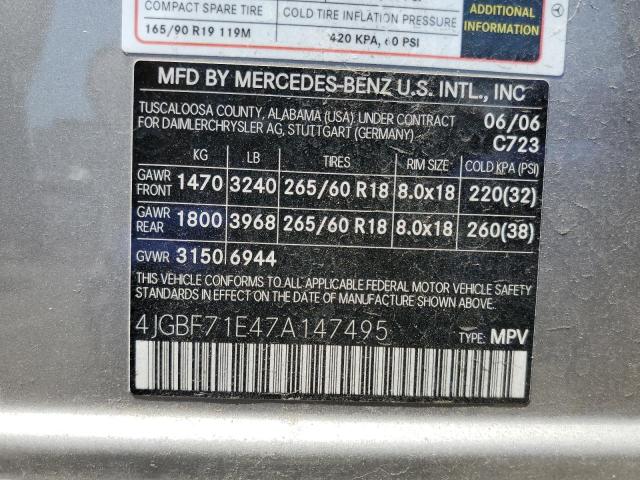 COMPACT SPARE TIRE COLD TIRE INFLATION PRESSURE
165/90 R19 119M 420 KPA, 60 PSI
ADDITIONAL
INFORMATION
MFD BY MERCEDES-BENZ U.S. INTL., INC
TUSCALOOSA COUNTY, ALABAMA (USA), UNDER CONTRACT 06/06
FOR DAIMLERCHRYSLER AG, STUTTGART (GERMANY) C723
KG LB TIRES RIM SIZE COLD KPA (PSI)
GAWR FRONT 1470 3240 265/60 R18 8.0x18 220(32)
GAWR REAR 1800 3968 265/60 R18 8.0x18 260(38)
GVWR 3150 6944
THIS VEHICLE CONFORMS TO ALL APPLICABLE FEDERAL MOTOR VEHICLE SAFETY
STANDARDS IN EFFECT ON THE DATE OF MANUFACTURE SHOWN ABOVE.
4JGBF71E47A147495 TYPE: MPV